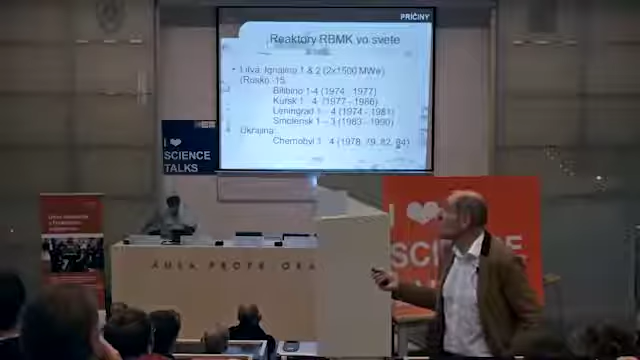 PRÍČINY
Reaktory RBMK vo svete
• Litva: Ignalina 1 & 2 (2x1500 MWe)
(Rusko -15,
Bilibino 1-4 (1974 - 1977)
Kursk 1 - 4 (1977 - 1986)
Leningrad 1 - 4 (1974 - 1981)
Smolensk 1 - 3 (1983 - 1990)
Ukrajina:
Chernobyl 1 - 4 (1978, 79, 82, 84)
I
SCIENCE
TALKS
I
AULA PROFE